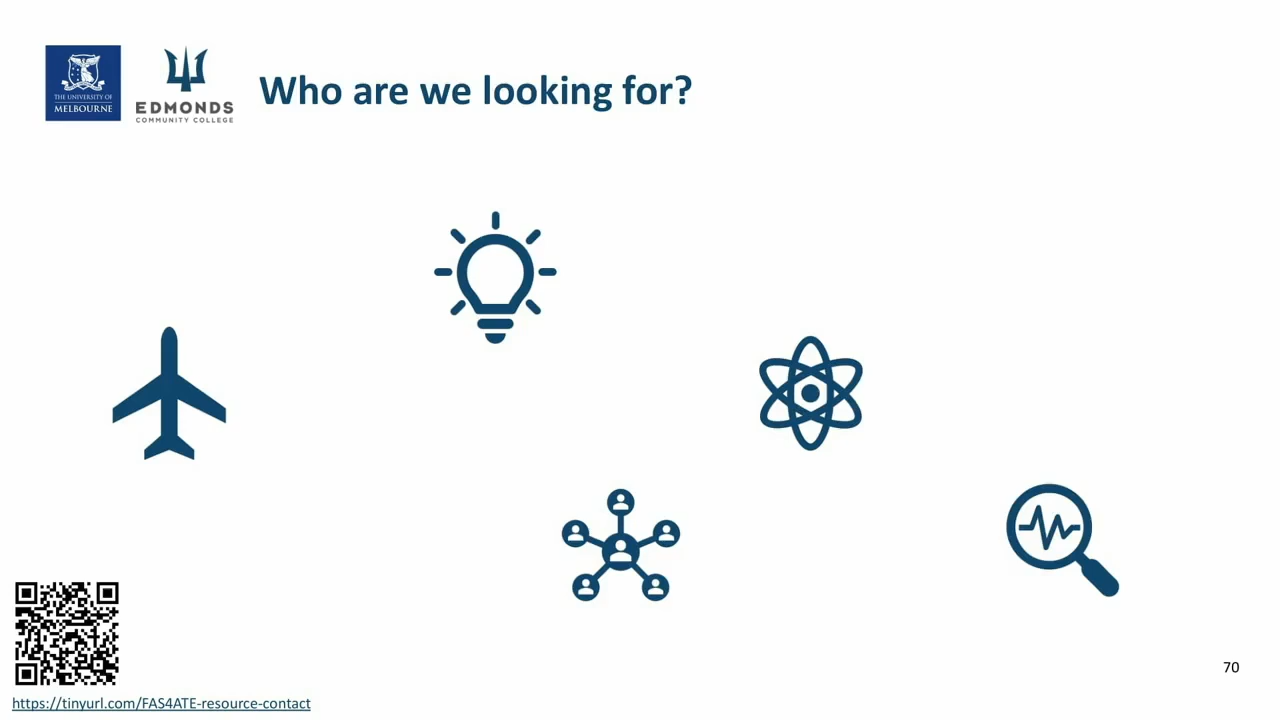 THE UNIVERSITY OF
MELBOURNE
EDMONDS
COMMUNITY COLLEGE
Who are we looking for?
70
https://tinyurl.com/FAS4ATE-resource-contact